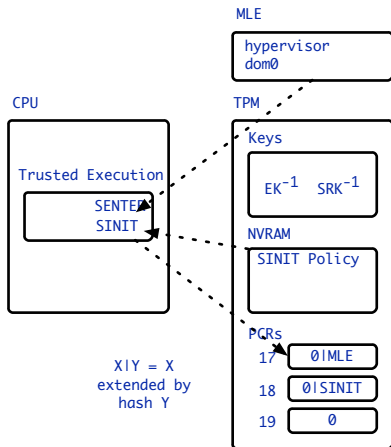 MLE
hypervisor
dom0
CPU
TPM
Keys
Trusted Execution
EK⁻¹ SRK⁻¹
SENTER
SINIT
NVRAM
SINIT Policy
PCRs
17 0|MLE
X|Y = X
extended by
hash Y
18 0|SINIT
19 0